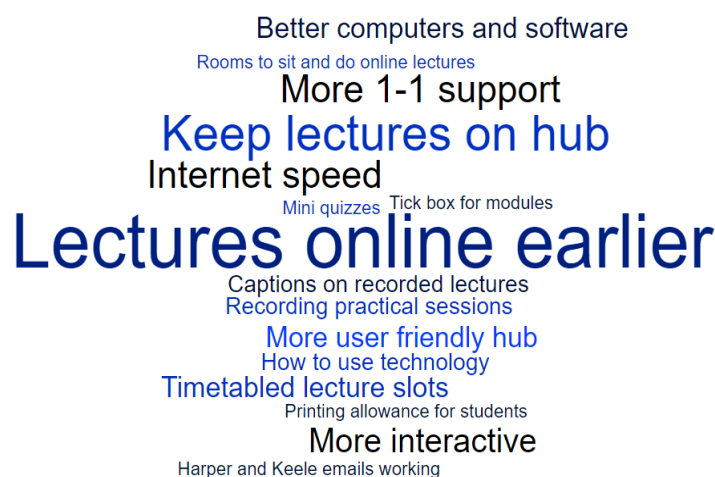 Better computers and software
Rooms to sit and do online lectures
More 1-1 support
Keep lectures on hub
Internet speed
Mini quizzes
Tick box for modules
Lectures online earlier
Captions on recorded lectures
Recording practical sessions
More user friendly hub
How to use technology
Timetabled lecture slots
Printing allowance for students
More interactive
Harper and Keele emails working